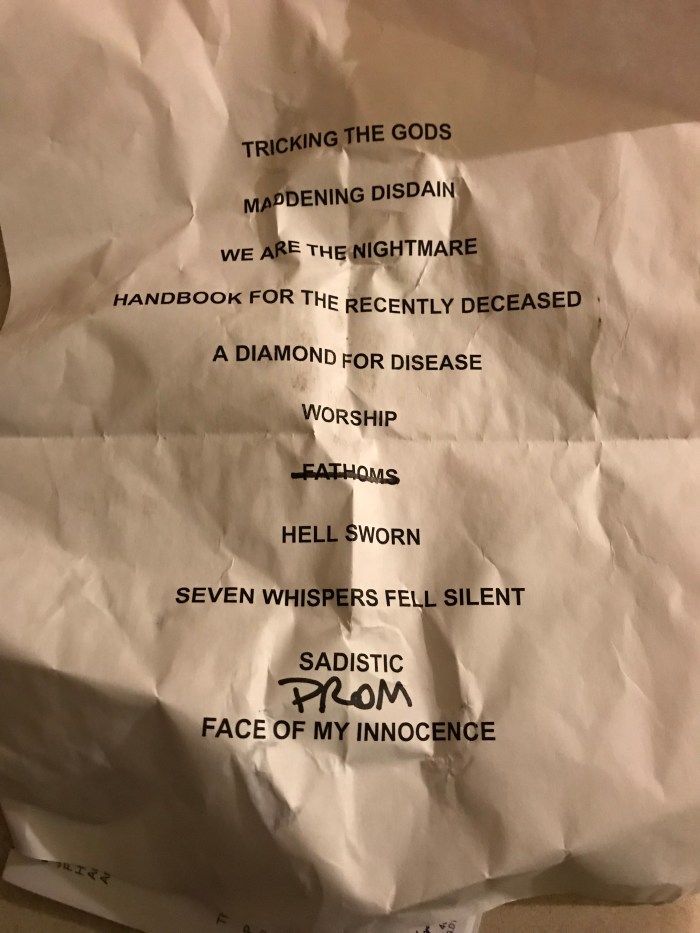 TRICKING THE GODS
MADDENING DISDAIN
WE ARE THE NIGHTMARE
HANDBOOK FOR THE RECENTLY DECEASED
A DIAMOND FOR DISEASE
WORSHIP
FATHOMS
HELL SWORN
SEVEN WHISPERS FELL SILENT
SADISTIC
PROM
FACE OF MY INNOCENCE